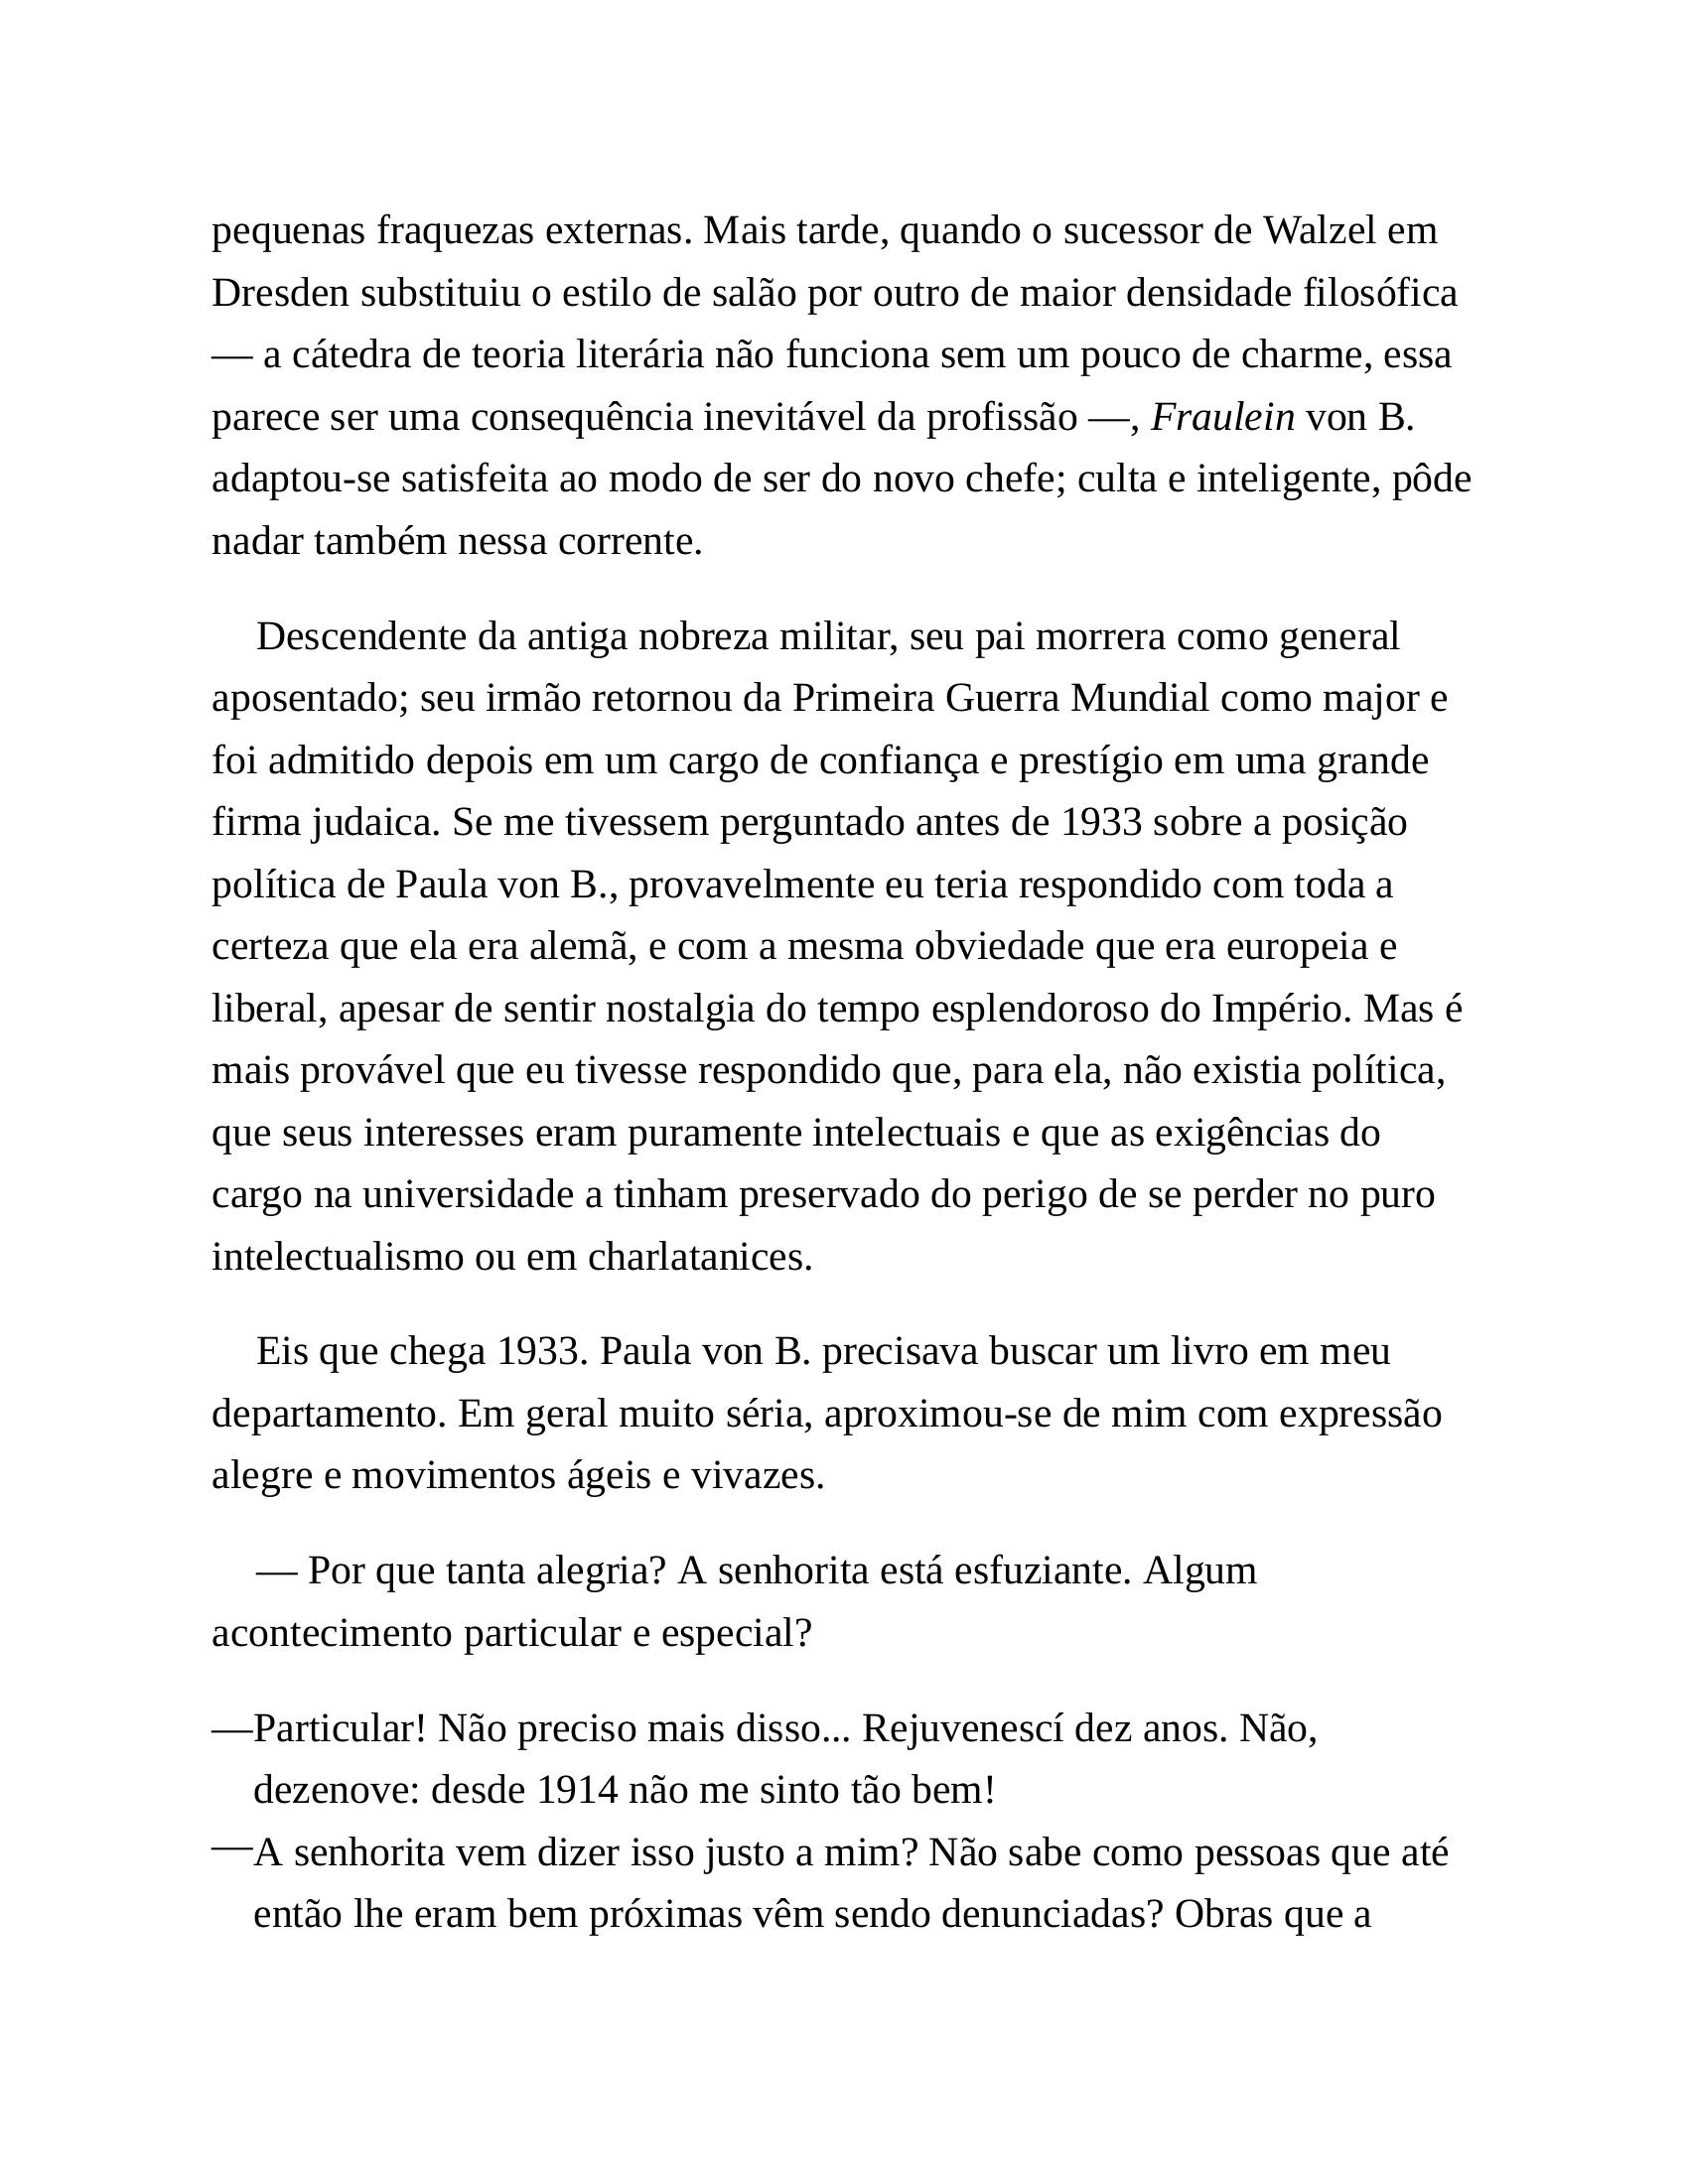 pequenas fraquezas externas. Mais tarde, quando o sucessor de Walzel em
Dresden substituiu o estilo de salão por outro de maior densidade filosófica
— a cátedra de teoria literária não funciona sem um pouco de charme, essa
parece ser uma consequência inevitável da profissão —, Fraulein von B.
adaptou-se satisfeita ao modo de ser do novo chefe; culta e inteligente, pôde
nadar também nessa corrente.
Descendente da antiga nobreza militar, seu pai morrera como general
aposentado; seu irmão retornou da Primeira Guerra Mundial como major e
foi admitido depois em um cargo de confiança e prestígio em uma grande
firma judaica. Se me tivessem perguntado antes de 1933 sobre a posição
política de Paula von B., provavelmente eu teria respondido com toda a
certeza que ela era alemã, e com a mesma obviedade que era europeia e
liberal, apesar de sentir nostalgia do tempo esplendoroso do Império. Mas é
mais provável que eu tivesse respondido que, para ela, não existia política,
que seus interesses eram puramente intelectuais e que as exigências do
cargo na universidade a tinham preservado do perigo de se perder no puro
intelectualismo ou em charlatanices.
Eis que chega 1933. Paula von B. precisava buscar um livro em meu
departamento. Em geral muito séria, aproximou-se de mim com expressão
alegre e movimentos ágeis e vivazes.
— Por que tanta alegria? A senhorita está esfuziante. Algum
acontecimento particular e especial?
—Particular! Não preciso mais disso... Rejuvenescí dez anos. Não,
dezenove: desde 1914 não me sinto tão bem!
—A senhorita vem dizer isso justo a mim? Não sabe como pessoas que até
então lhe eram bem próximas vêm sendo denunciadas? Obras que a